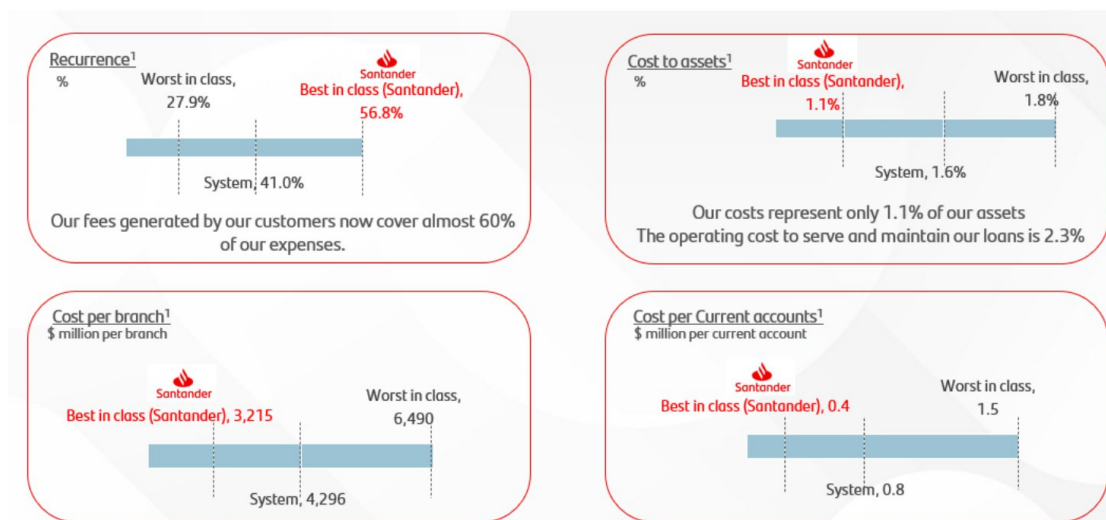 Recurrence¹
%
Worst in class,
27.9%
Santander
Best in class (Santander),
56.8%
System, 41.0%
Our fees generated by our customers now cover almost 60%
of our expenses.
Cost to assets¹
%
Santander
Best in class (Santander),
1.1%
Worst in class,
1.8%
System, 1.6%
Our costs represent only 1.1% of our assets
The operating cost to serve and maintain our loans is 2.3%
Cost per branch¹
$ million per branch
Santander
Best in class (Santander), 3,215
Worst in class,
6,490
System, 4,296
Cost per Current accounts¹
$ million per current account
Santander
Best in class (Santander), 0.4
Worst in class,
1.5
System, 0.8